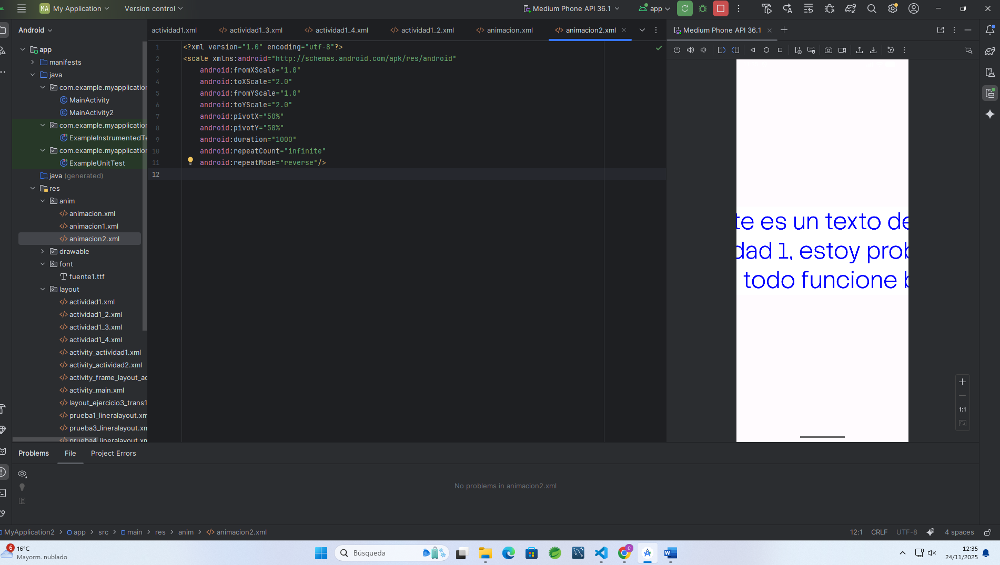 MA My Application
Version control
Medium Phone API 36.1
app
Android
actividad1.xml
actividad1_3.xml
actividad1_4.xml
actividad1_2.xml
animacion.xml
animacion2.xml
Medium Phone API 36.1
app
manifests
java
com.example.myapplication
MainActivity
MainActivity2
com.example.myapplication
ExampleInstrumentedTe
com.example.myapplication
ExampleUnitTest
java (generated)
res
anim
animacion.xml
animacion1.xml
animacion2.xml
drawable
font
fuente1.ttf
layout
actividad1.xml
actividad1_2.xml
actividad1_3.xml
actividad1_4.xml
activity_actividad1.xml
activity_actividad2.xml
activity_frame_layout_ac
activity_main.xml
layout_ejercicio3_trans1
prueba1_lineralayout.xm
prueba3_lineralayout.xm
prueba4_lineralayout.xm
1 <?xml version="1.0" encoding="utf-8"?>
2 <scale xmlns:android="http://schemas.android.com/apk/res/android"
3 android:fromXScale="1.0"
4 android:toXScale="2.0"
5 android:fromYScale="1.0"
6 android:toYScale="2.0"
7 android:pivotX="50%"
8 android:pivotY="50%"
9 android:duration="1000"
10 android:repeatCount="infinite"
11 android:repeatMode="reverse"/>
12
te es un texto de
dad 1, estoy prob
todo funcione b
1:1
Problems
File
Project Errors
No problems in animacion2.xml
MyApplication2 > app > src > main > res > anim > animacion2.xml
12:1
CRLF
UTF-8
4 spaces
6
16°C
Mayorm. nublado
Búsqueda
C
12:35
24/11/2025